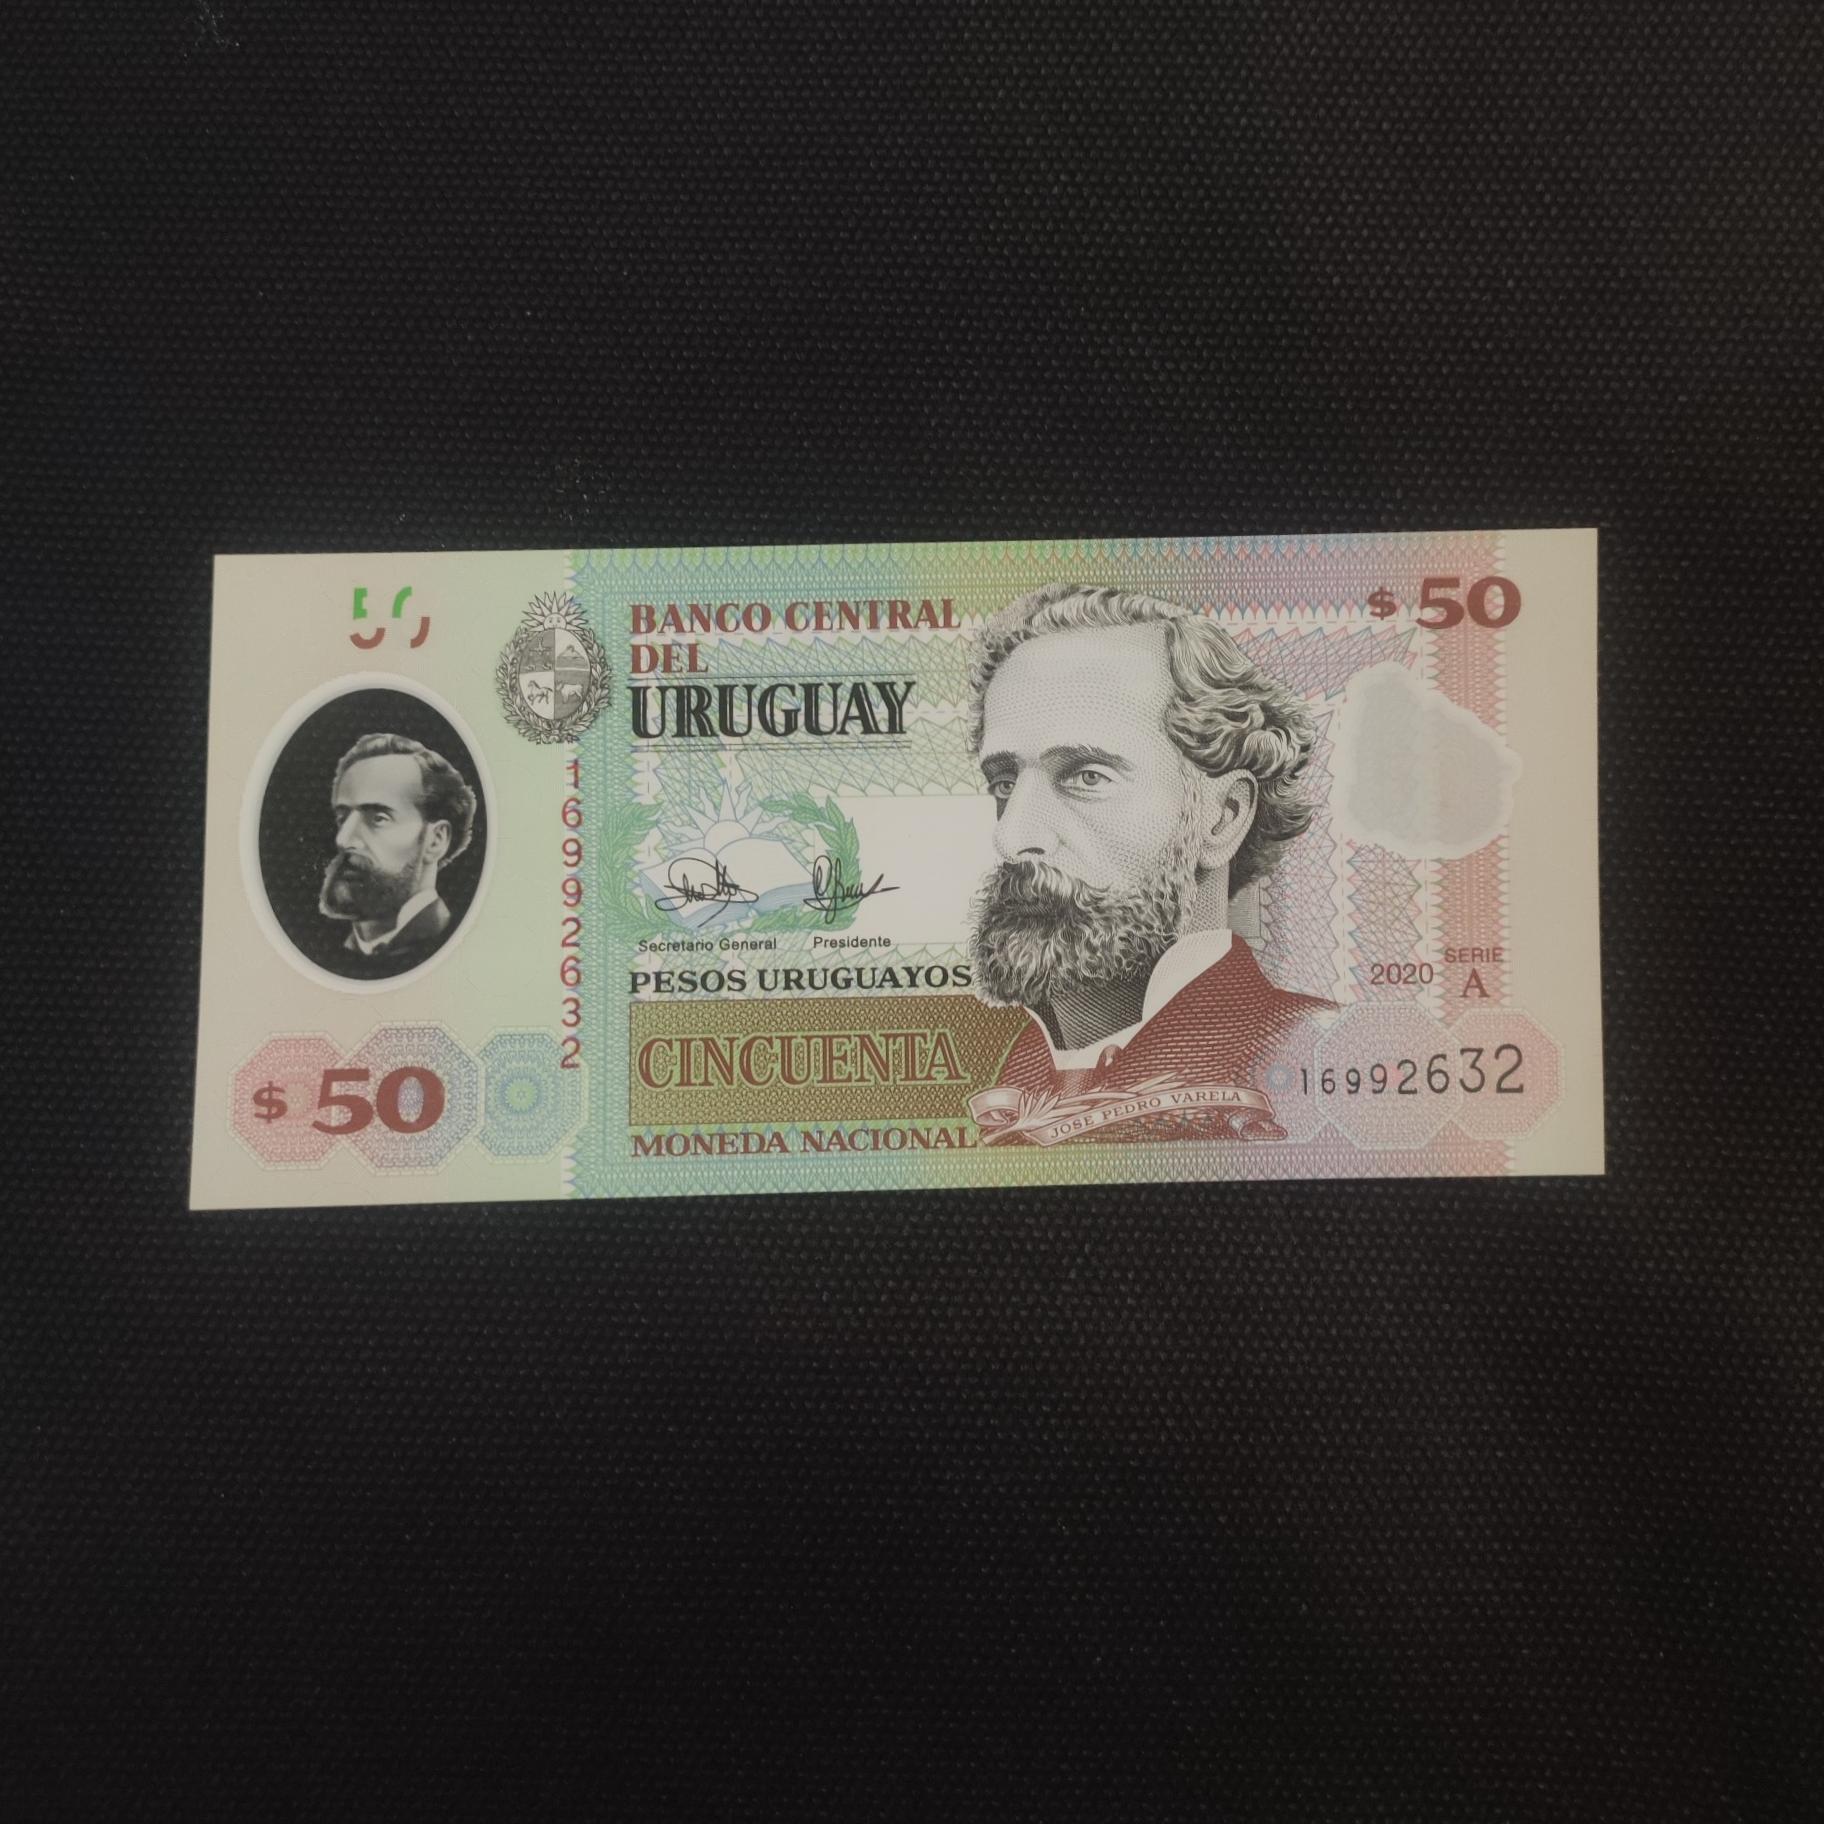 50
BANCO CENTRAL
DEL
URUGUAY
$ 50
16992632
Secretario General Presidente
PESOS URUGUAYOS
2020 SERIE A
CINCUENTA
$ 50
JOSE PEDRO VARELA
16992632
MONEDA NACIONAL